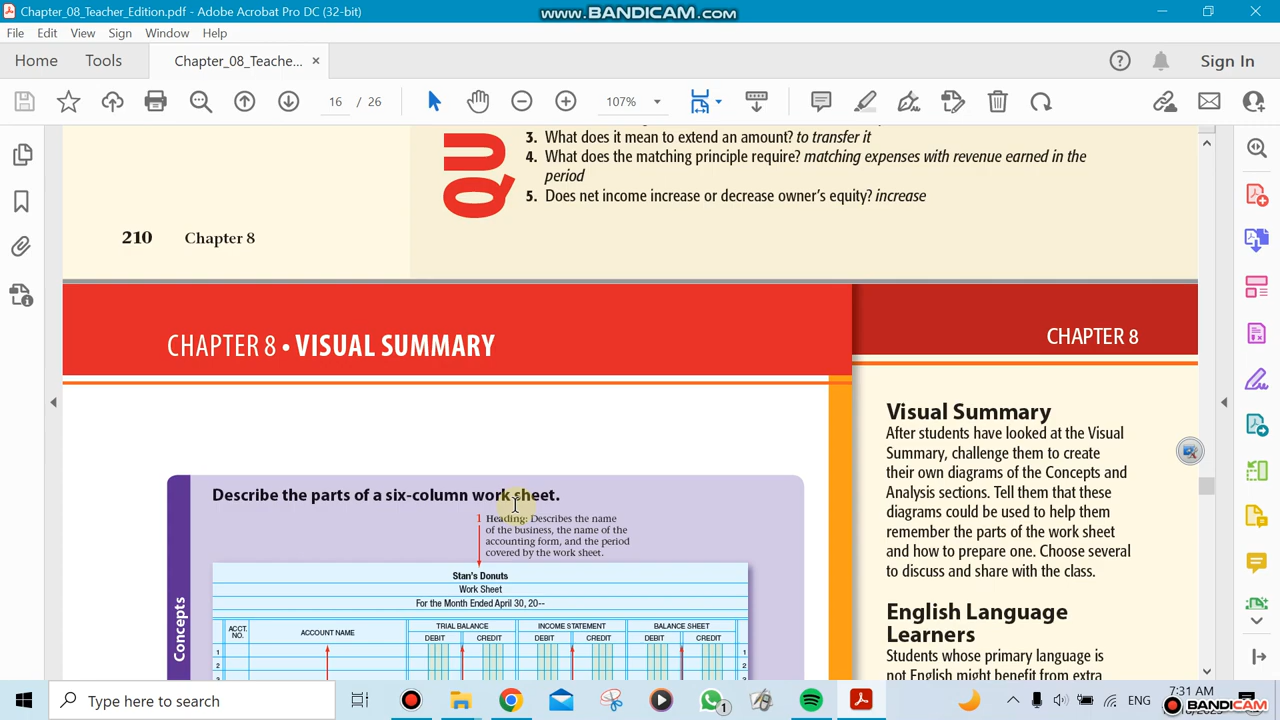 Chapter_08_Teacher_Edition.pdf - Adobe Acrobat Pro DC (32-bit)
www.BANDICAM.com
File Edit View Sign Window Help
Home Tools Chapter_08_Teache... ×
Sign In
16 / 26
107%
3. What does it mean to extend an amount? to transfer it
4. What does the matching principle require? matching expenses with revenue earned in the
period
5. Does net income increase or decrease owner's equity? increase
QU
210 Chapter 8
CHAPTER 8 • VISUAL SUMMARY
CHAPTER 8
Concepts
Describe the parts of a six-column work sheet.
1 Heading: Describes the name
of the business, the name of the
accounting form, and the period
covered by the work sheet.
Stan's Donuts
Work Sheet
For the Month Ended April 30, 20--
ACCT.
NO.
ACCOUNT NAME
TRIAL BALANCE
INCOME STATEMENT
BALANCE SHEET
DEBIT CREDIT DEBIT CREDIT DEBIT CREDIT
1 1
2 2
Visual Summary
After students have looked at the Visual
Summary, challenge them to create
their own diagrams of the Concepts and
Analysis sections. Tell them that these
diagrams could be used to help them
remember the parts of the work sheet
and how to prepare one. Choose several
to discuss and share with the class.
English Language
Learners
Students whose primary language is
not English might benefit from extra
Type here to search
1
ENG
7:31 AM
BANDICAM